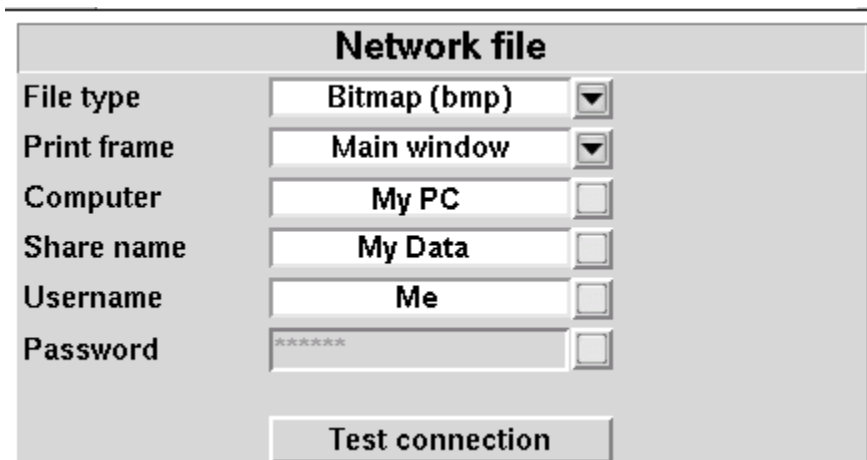 Network file
File type Bitmap (bmp)
Print frame Main window
Computer My PC
Share name My Data
Username Me
Password ******
Test connection